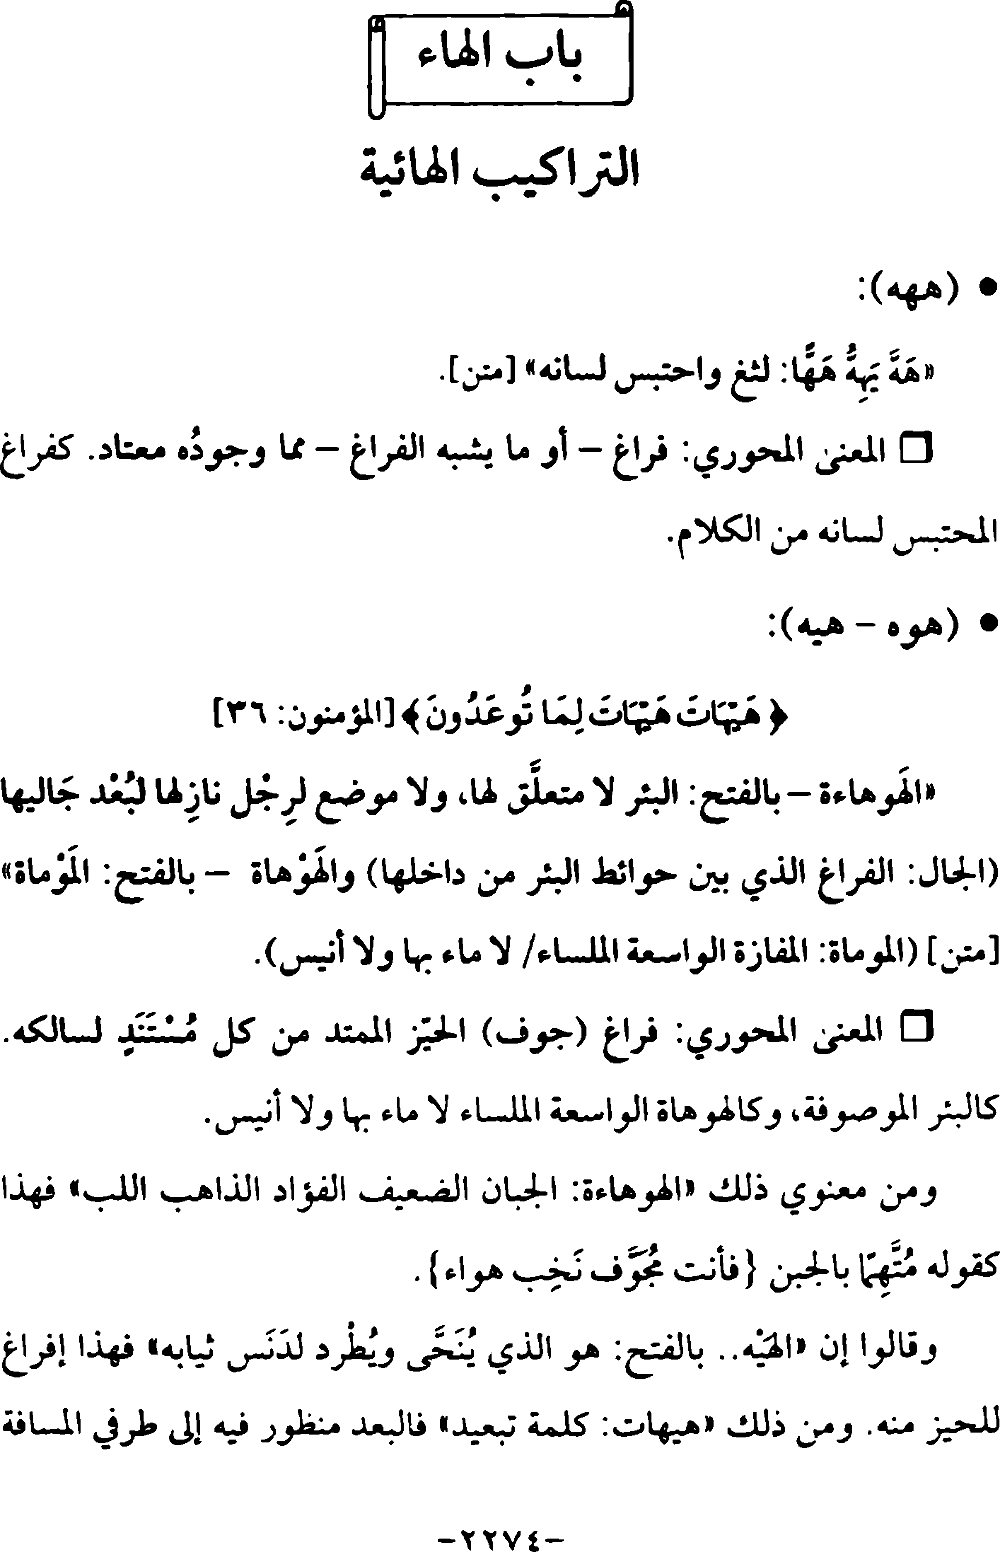 باب الهاء
التراكيب الهائية
• (ههه):
«هَهَّ يَهِهُّ هَهًّا: لثغ واحتبس لسانه» [متن].
□ المعنى المحوري: فراغ – أو ما يشبه الفراغ – مما وجودُه معتاد. كفراغ
المحتبس لسانه من الكلام.
• (هوه – هيه):
﴿هَيْهَاتَ هَيْهَاتَ لِمَا تُوعَدُونَ﴾ [المؤمنون: ٣٦]
«الهَوهاءة – بالفتح: البئر لا متعلَّق لها، ولا موضع لرِجْل نازِلها لبُعْد جَاليها
(الجال: الفراغ الذي بين حوائط البئر من داخلها) والهَوْهاة – بالفتح: المَوْماة»
[متن] (الموماة: المفازة الواسعة الملساء/ لا ماء بها ولا أنيس).
□ المعنى المحوري: فراغ (جوف) الحيّز الممتد من كل مُسْتَنَدٍ لسالكه.
كالبئر الموصوفة، وكالهوهاة الواسعة الملساء لا ماء بها ولا أنيس.
ومن معنوي ذلك «الهوهاءة: الجبان الضعيف الفؤاد الذاهب اللب» فهذا
كقوله مُتَّهِمًا بالجبن {فأنت مُجَوَّف نَخِب هواء}.
وقالوا إن «الهَيْه.. بالفتح: هو الذي يُنَحَّى ويُطْرد لدَنَس ثيابه» فهذا إفراغ
للحيز منه. ومن ذلك «هيهات: كلمة تبعيد» فالبعد منظور فيه إلى طرفي المسافة
-٢٢٧٤-